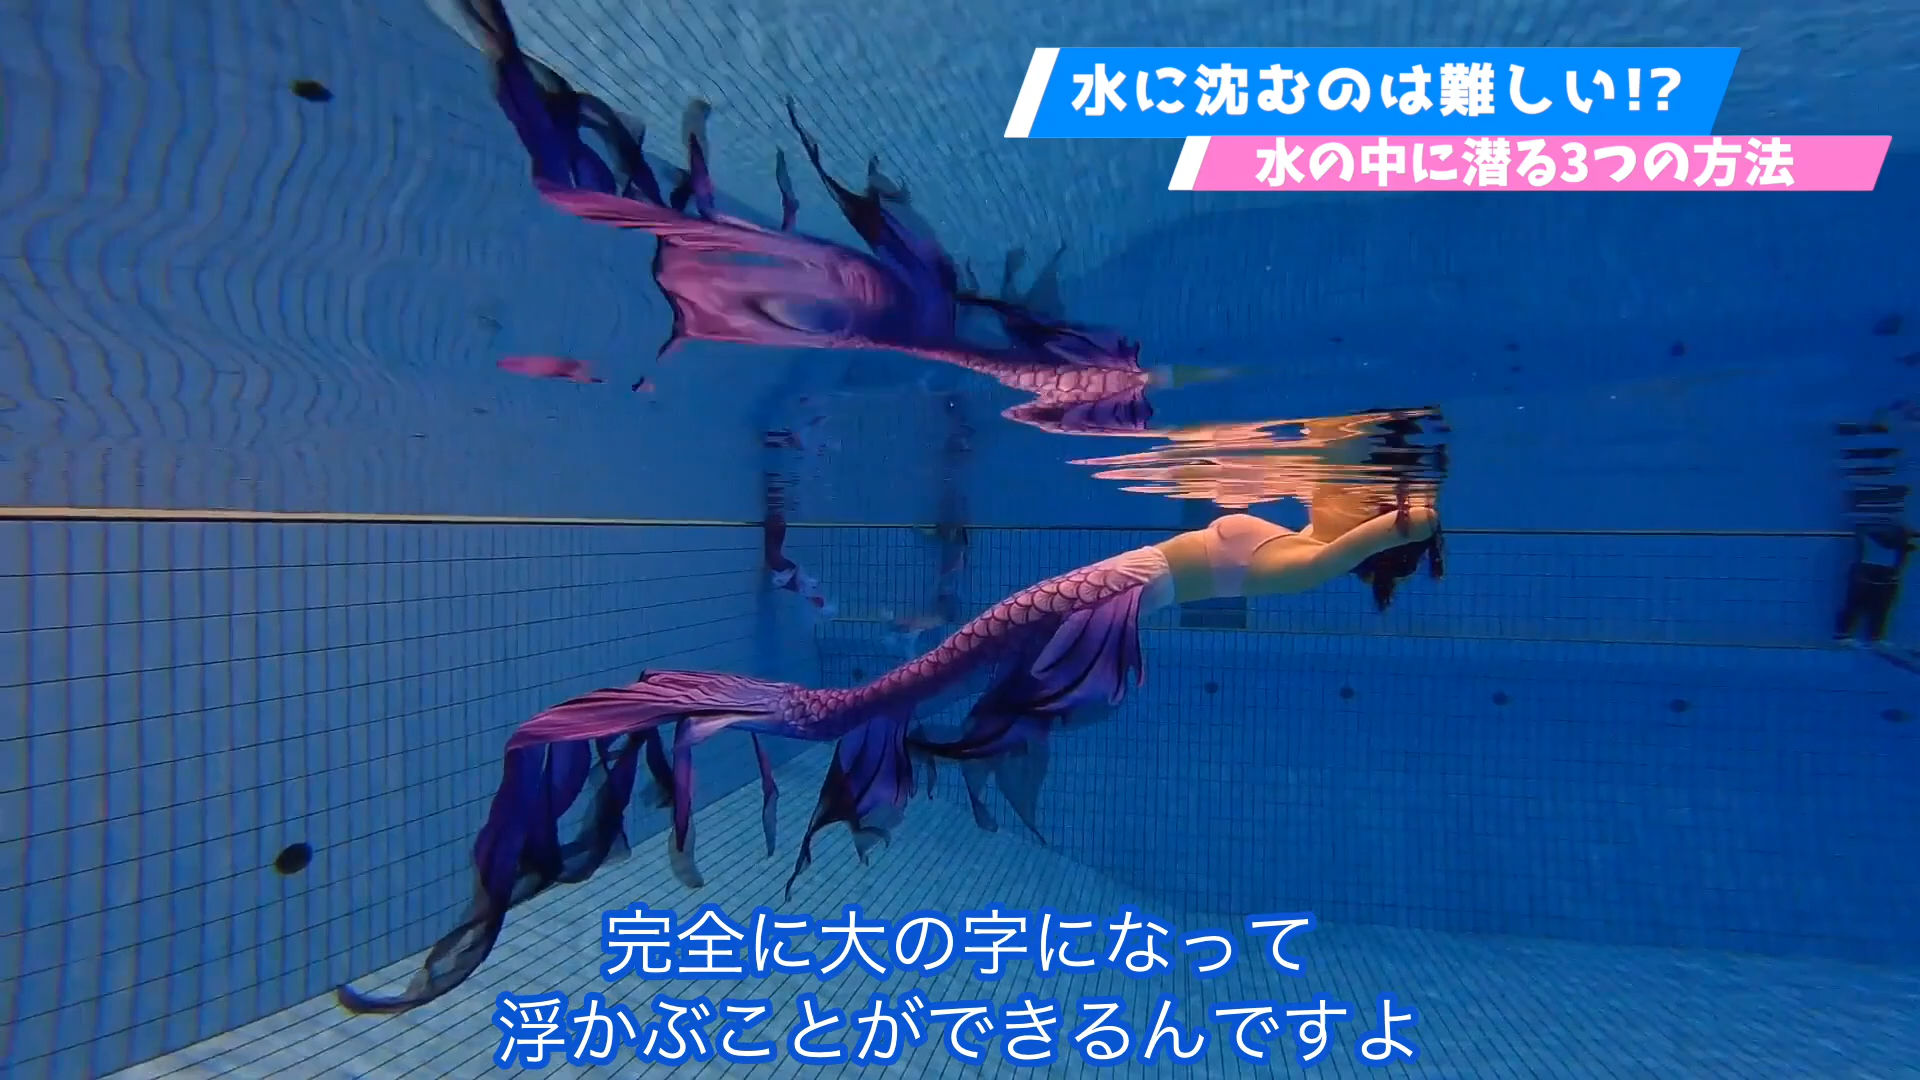 水に沈むのは難しい!?
水の中に潜る3つの方法
完全に大の字になって
浮かぶことができるんですよ